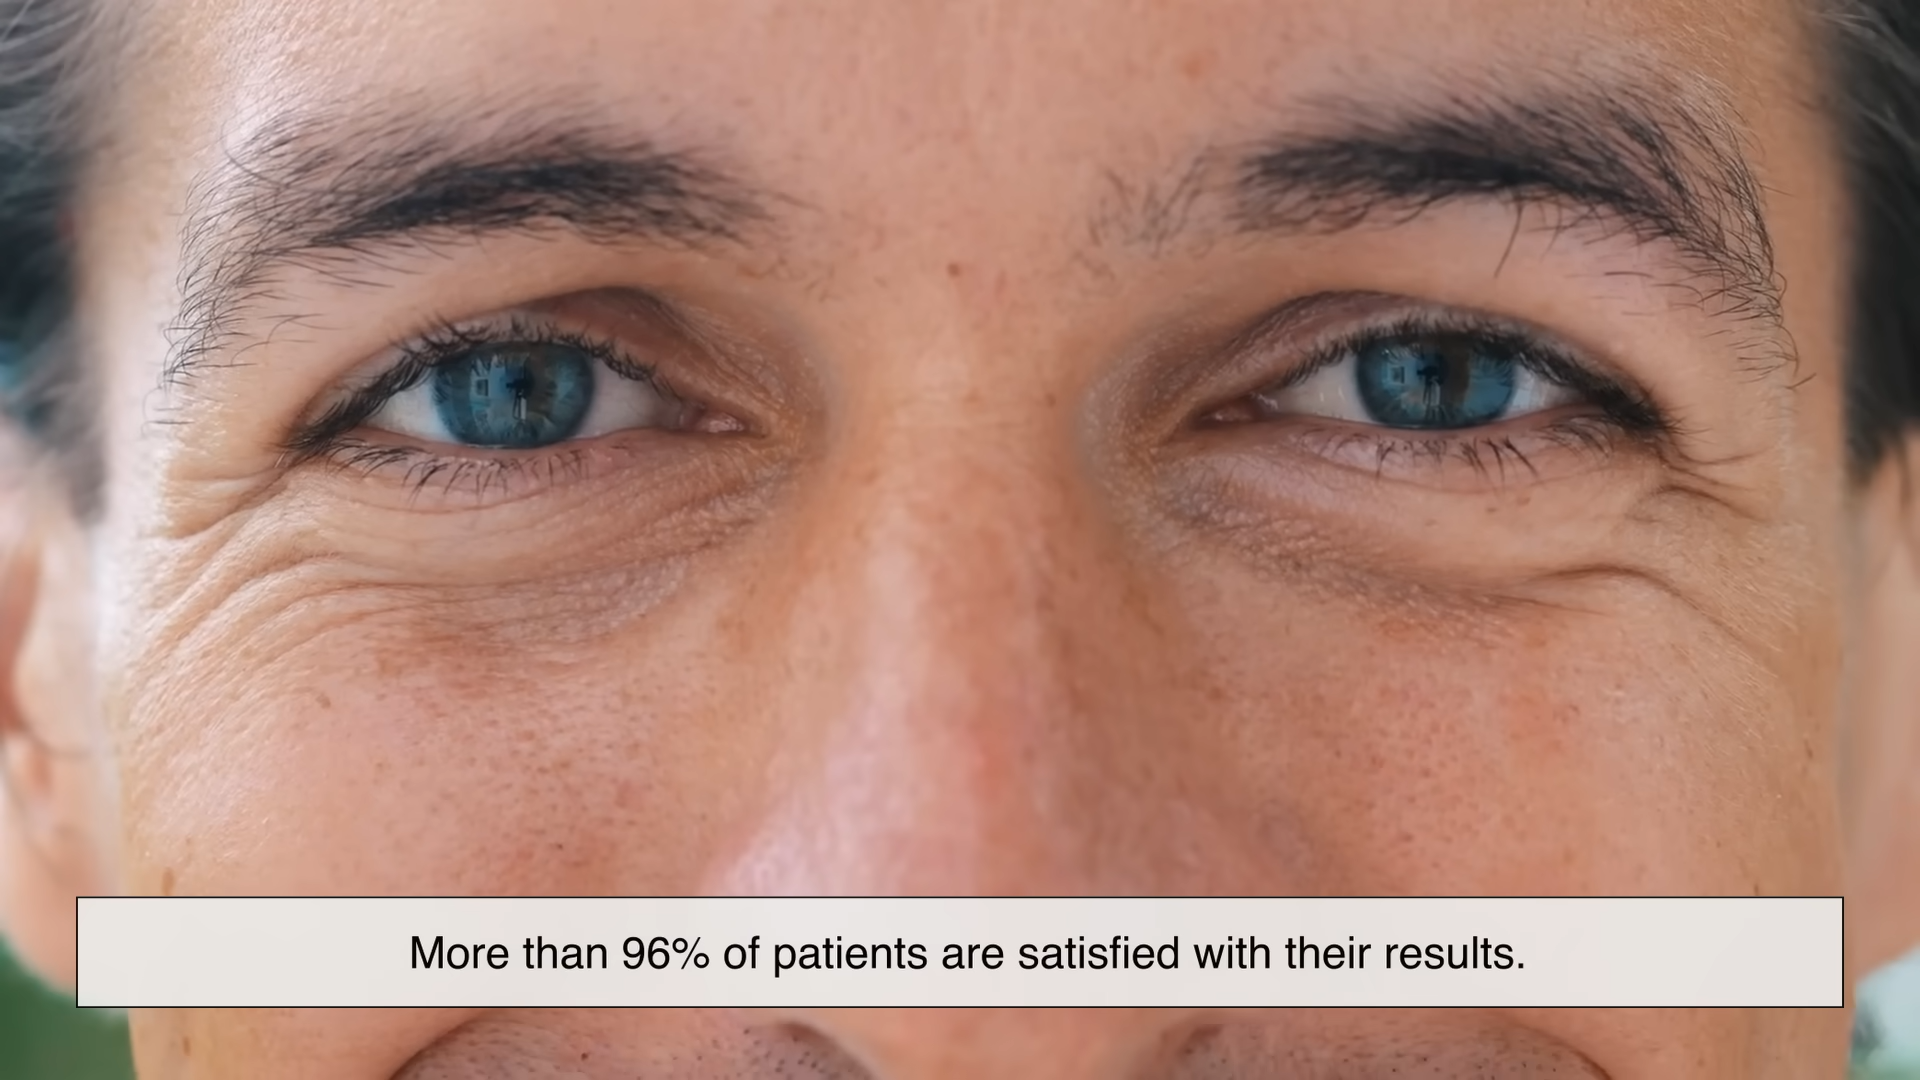 More than 96% of patients are satisfied with their results.